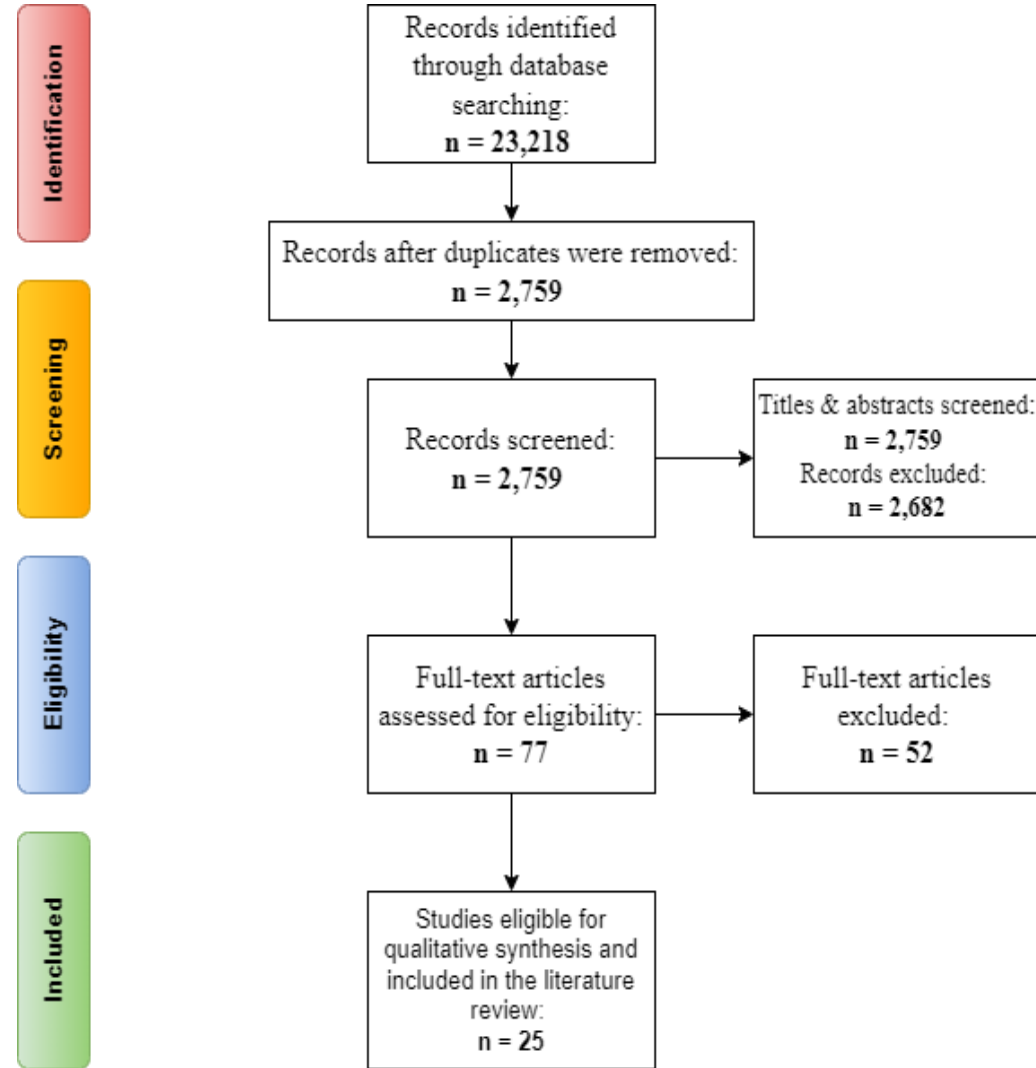 Identification
Records identified
through database
searching:
n = 23,218
Records after duplicates were removed:
n = 2,759
Screening
Records screened:
n = 2,759
Titles & abstracts screened:
n = 2,759
Records excluded:
n = 2,682
Eligibility
Full-text articles
assessed for eligibility:
n = 77
Full-text articles
excluded:
n = 52
Included
Studies eligible for
qualitative synthesis and
included in the literature
review:
n = 25